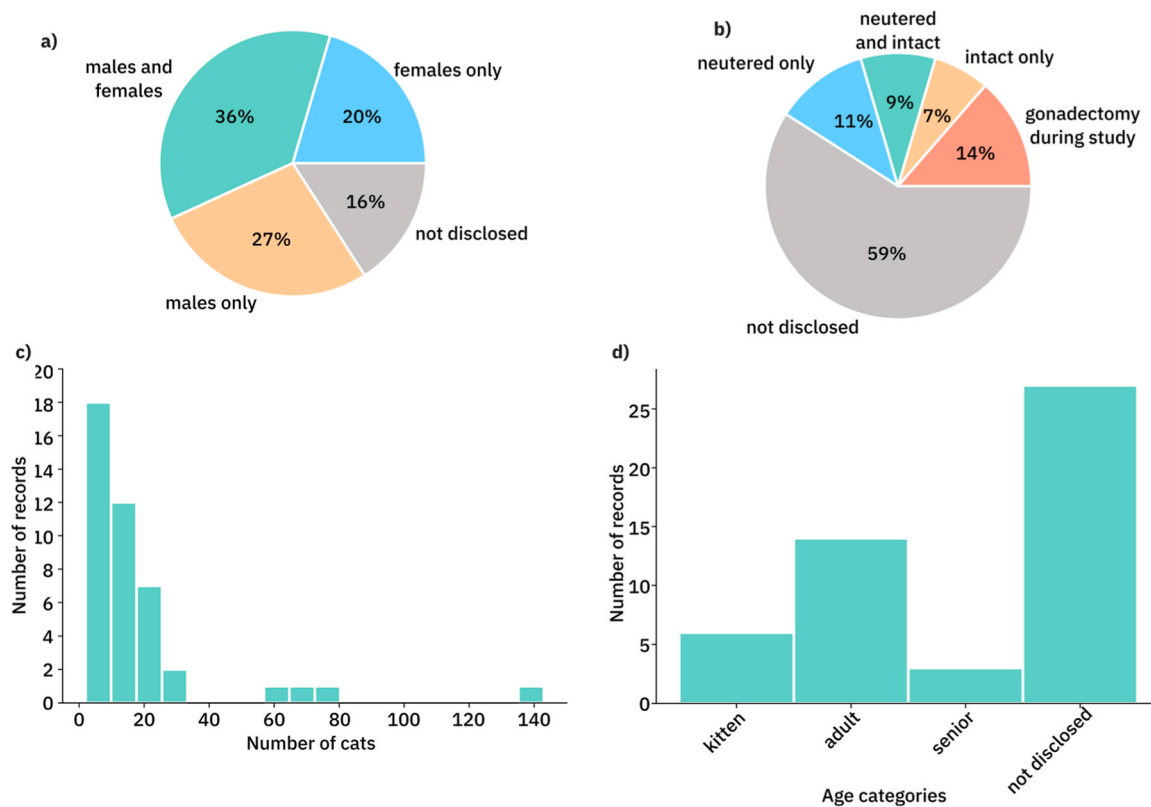 a)
males and
females
36%
females only
20%
16%
not disclosed
27%
males only
b)
neutered
and intact
neutered only
intact only
9%
11%
7%
gonadectomy
during study
14%
59%
not disclosed
c)
20
18
16
14
12
10
8
6
4
2
0
Number of records
0 20 40 60 80 100 120 140
Number of cats
d)
25
20
15
10
5
0
Number of records
kitten
adult
senior
not disclosed
Age categories